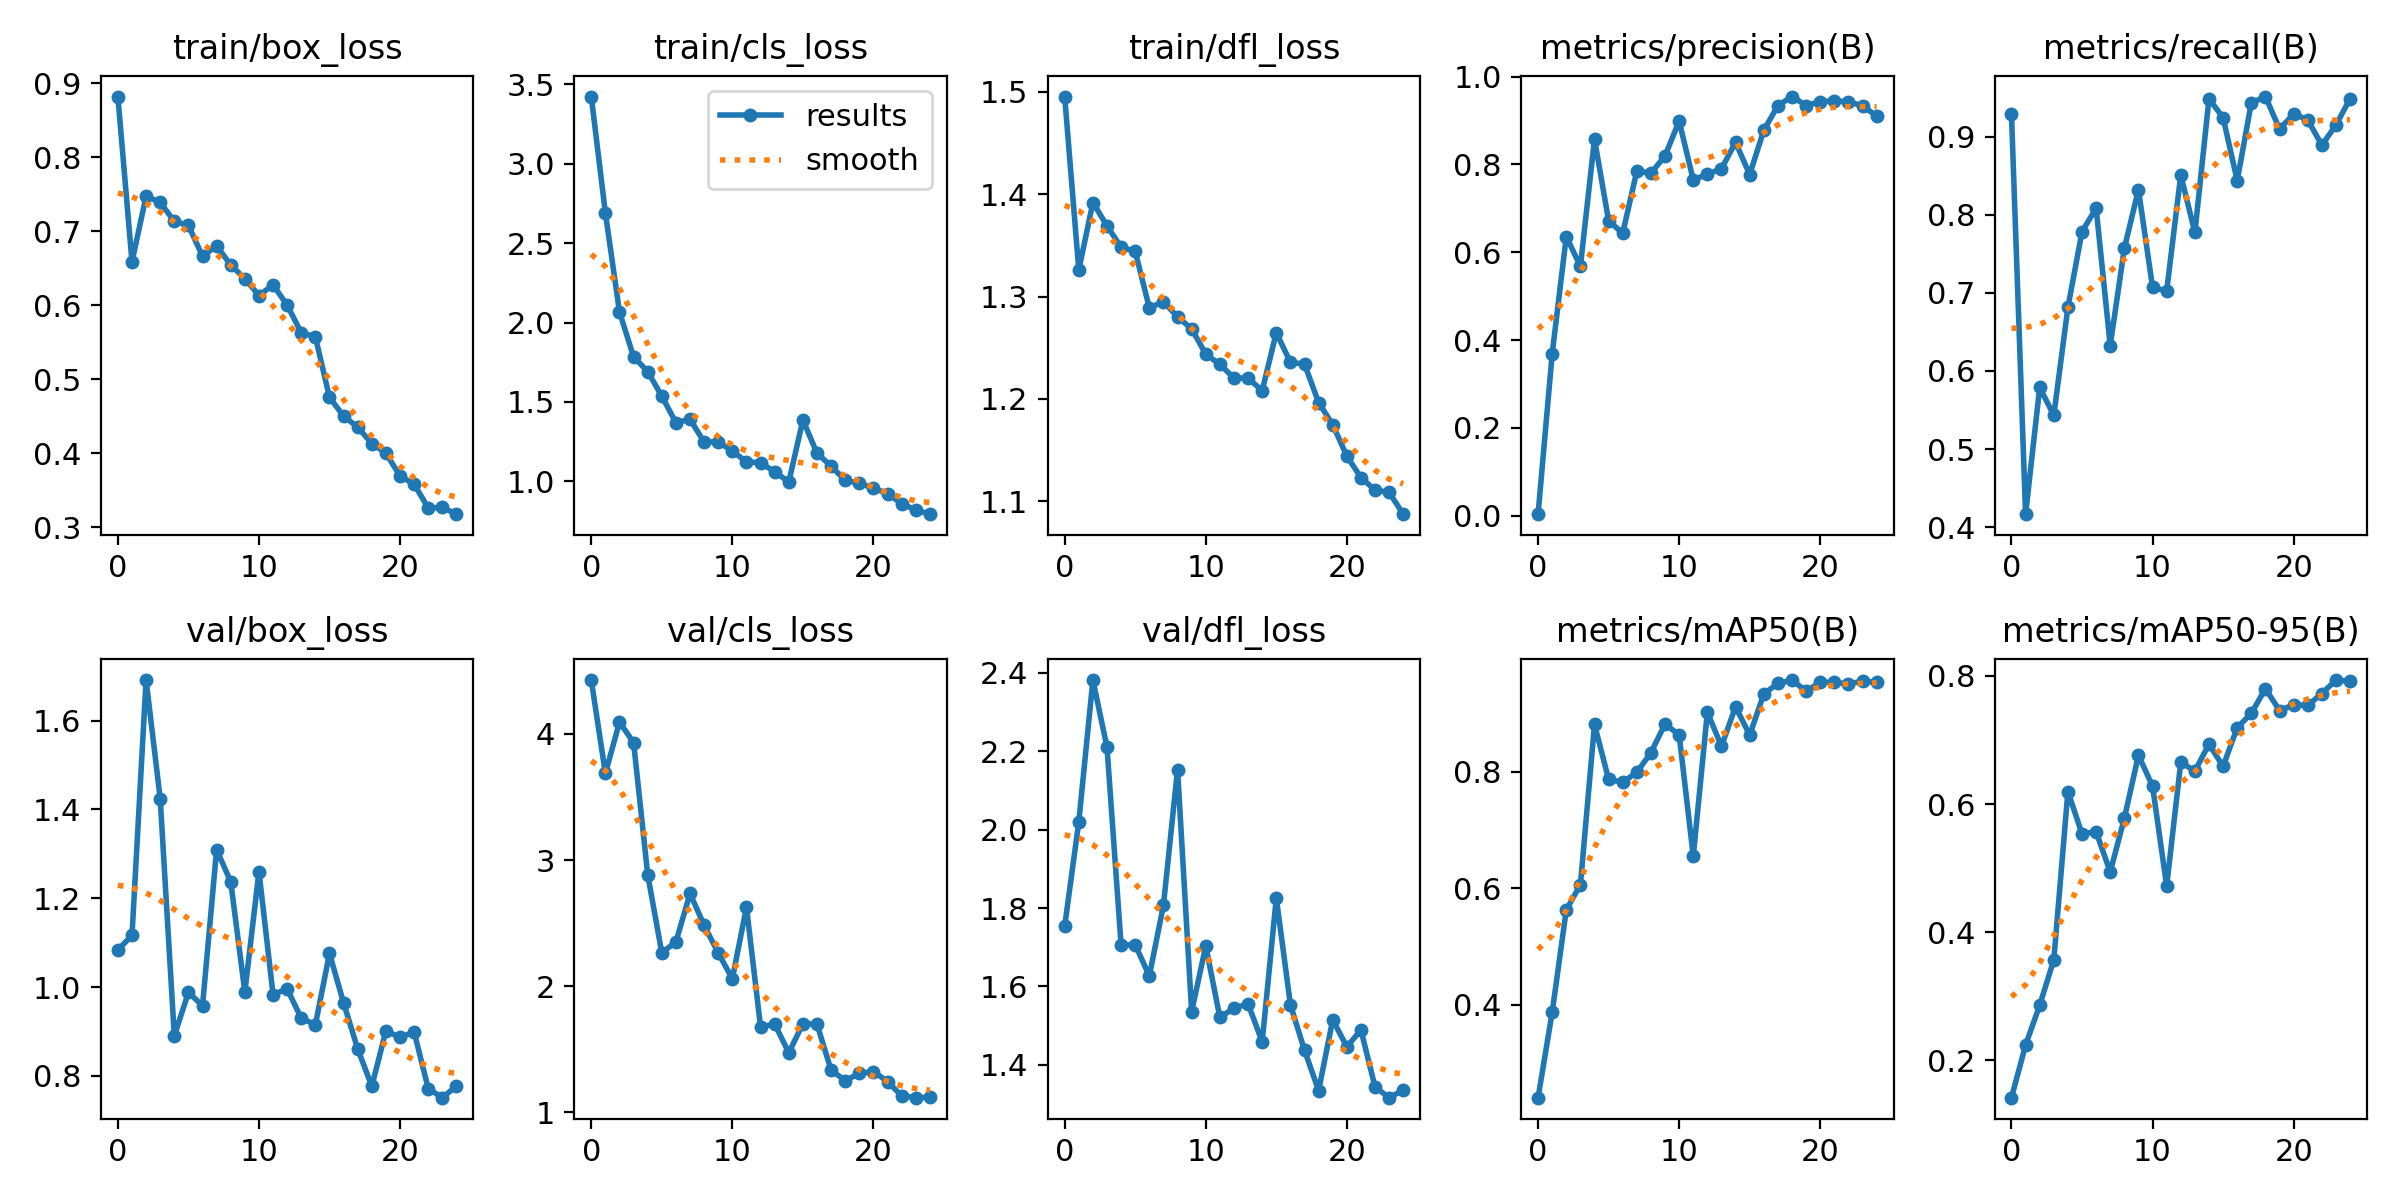 train/box_loss
0.9
0.8
0.7
0.6
0.5
0.4
0.3
0 10 20
train/cls_loss
results
smooth
3.5
3.0
2.5
2.0
1.5
1.0
0 10 20
train/dfl_loss
1.5
1.4
1.3
1.2
1.1
0 10 20
metrics/precision(B)
1.0
0.8
0.6
0.4
0.2
0.0
0 10 20
metrics/recall(B)
0.9
0.8
0.7
0.6
0.5
0.4
0 10 20
val/box_loss
1.6
1.4
1.2
1.0
0.8
0 10 20
val/cls_loss
4
3
2
1
0 10 20
val/dfl_loss
2.4
2.2
2.0
1.8
1.6
1.4
0 10 20
metrics/mAP50(B)
0.8
0.6
0.4
0 10 20
metrics/mAP50-95(B)
0.8
0.6
0.4
0.2
0 10 20